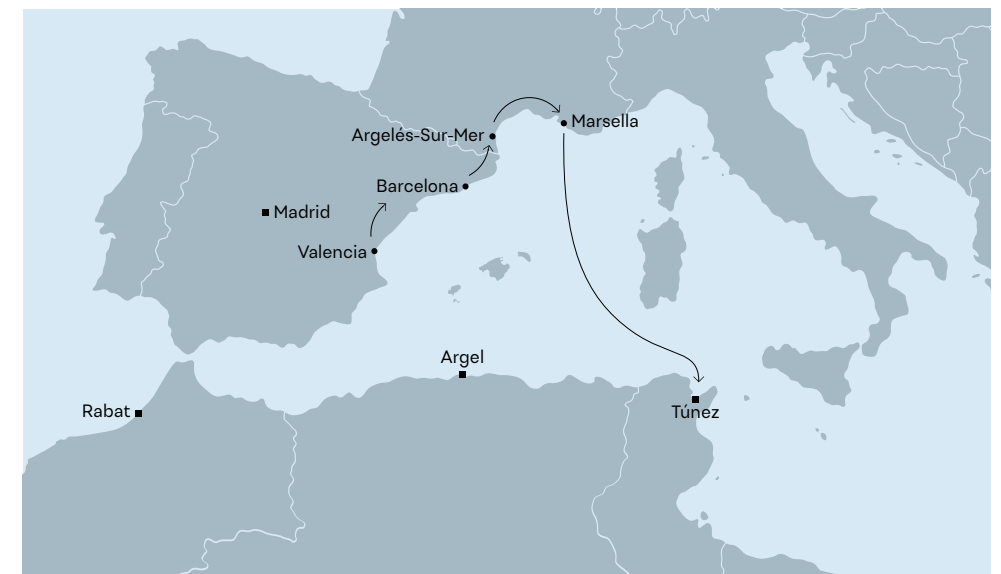 Marsella
Argelés-Sur-Mer
Barcelona
Madrid
Valencia
Argel
Rabat
Túnez